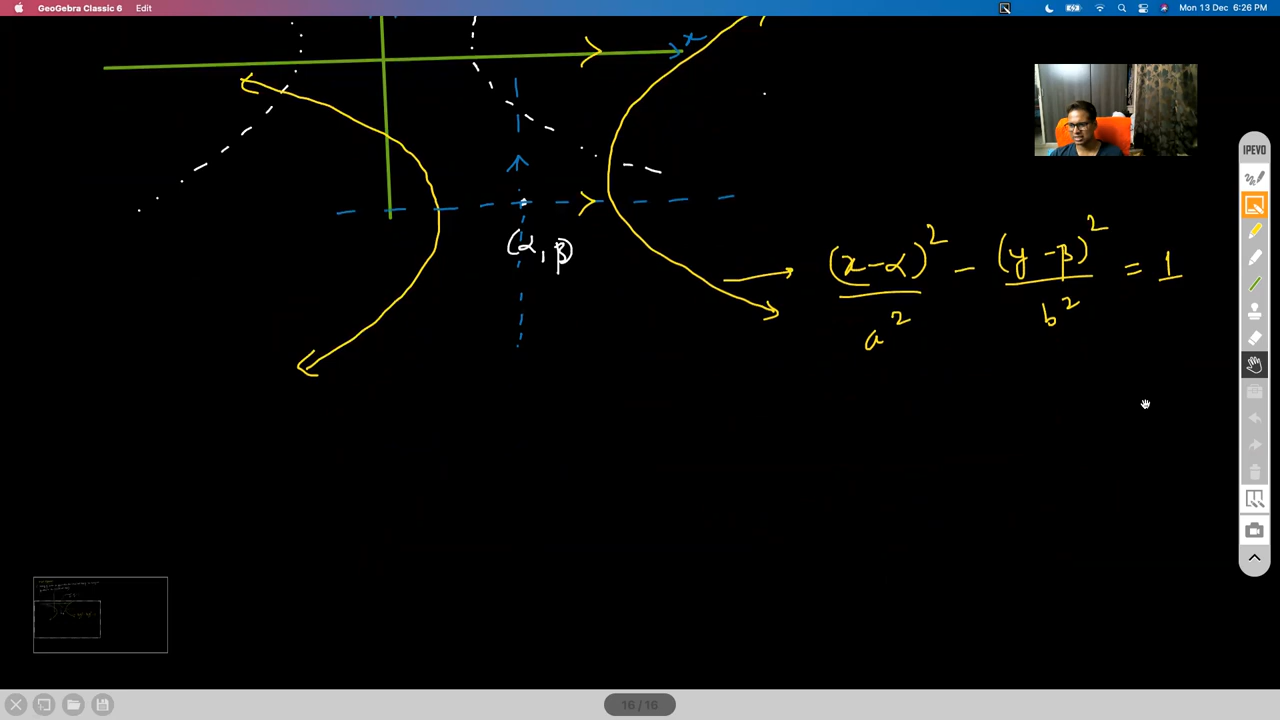 GeoGebra Classic 6 Edit Mon 13 Dec 6:26 PM
x
IPEVO
(α, β)
(x-α)² / a² - (y-β)² / b² = 1
16 / 16